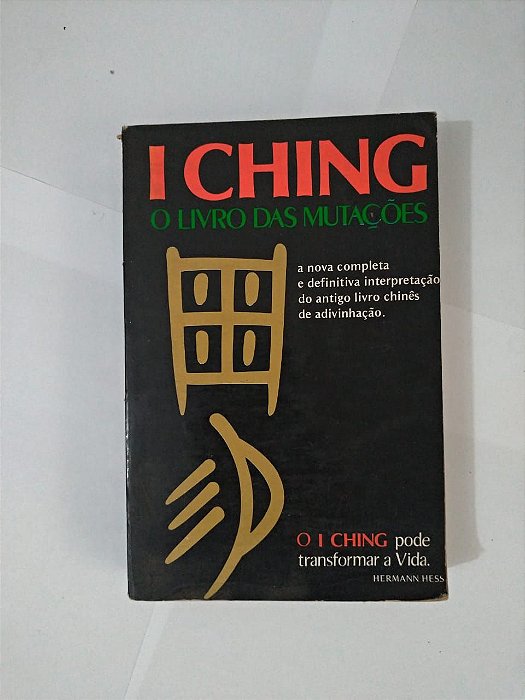 I CHING
O LIVRO DAS MUTAÇÕES
a nova completa
e definitiva interpretação
do antigo livro chinês
de adivinhação.
O I CHING pode
transformar a Vida.
HERMANN HESS